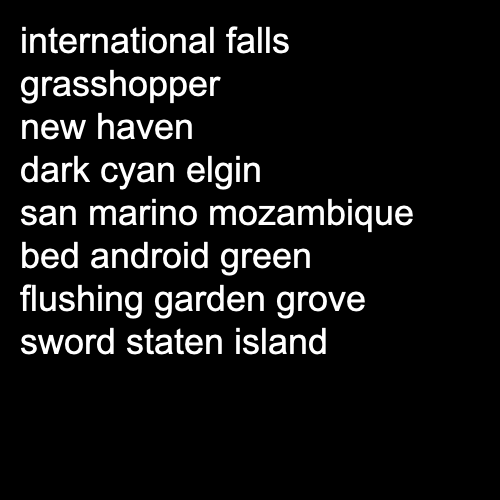 international falls
grasshopper
new haven
dark cyan elgin
san marino mozambique
bed android green
flushing garden grove
sword staten island